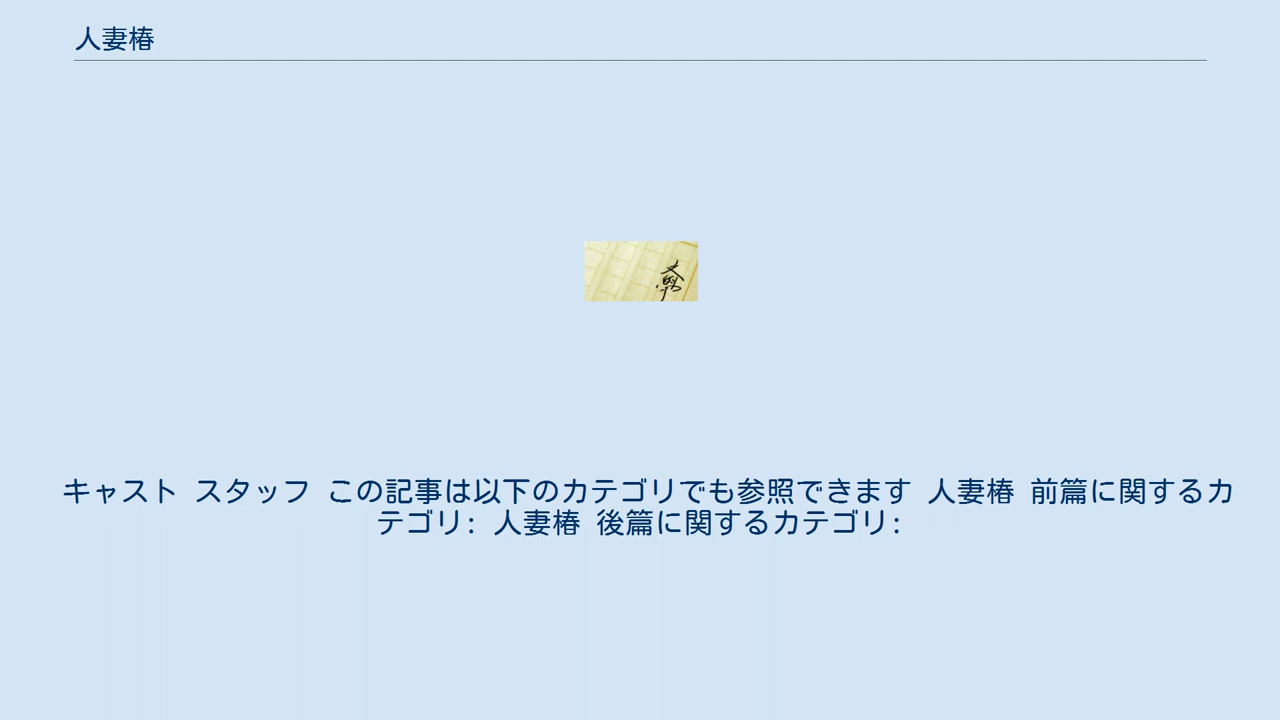 人妻椿
キャスト スタッフ この記事は以下のカテゴリでも参照できます 人妻椿 前篇に関するカ
テゴリ: 人妻椿 後篇に関するカテゴリ: